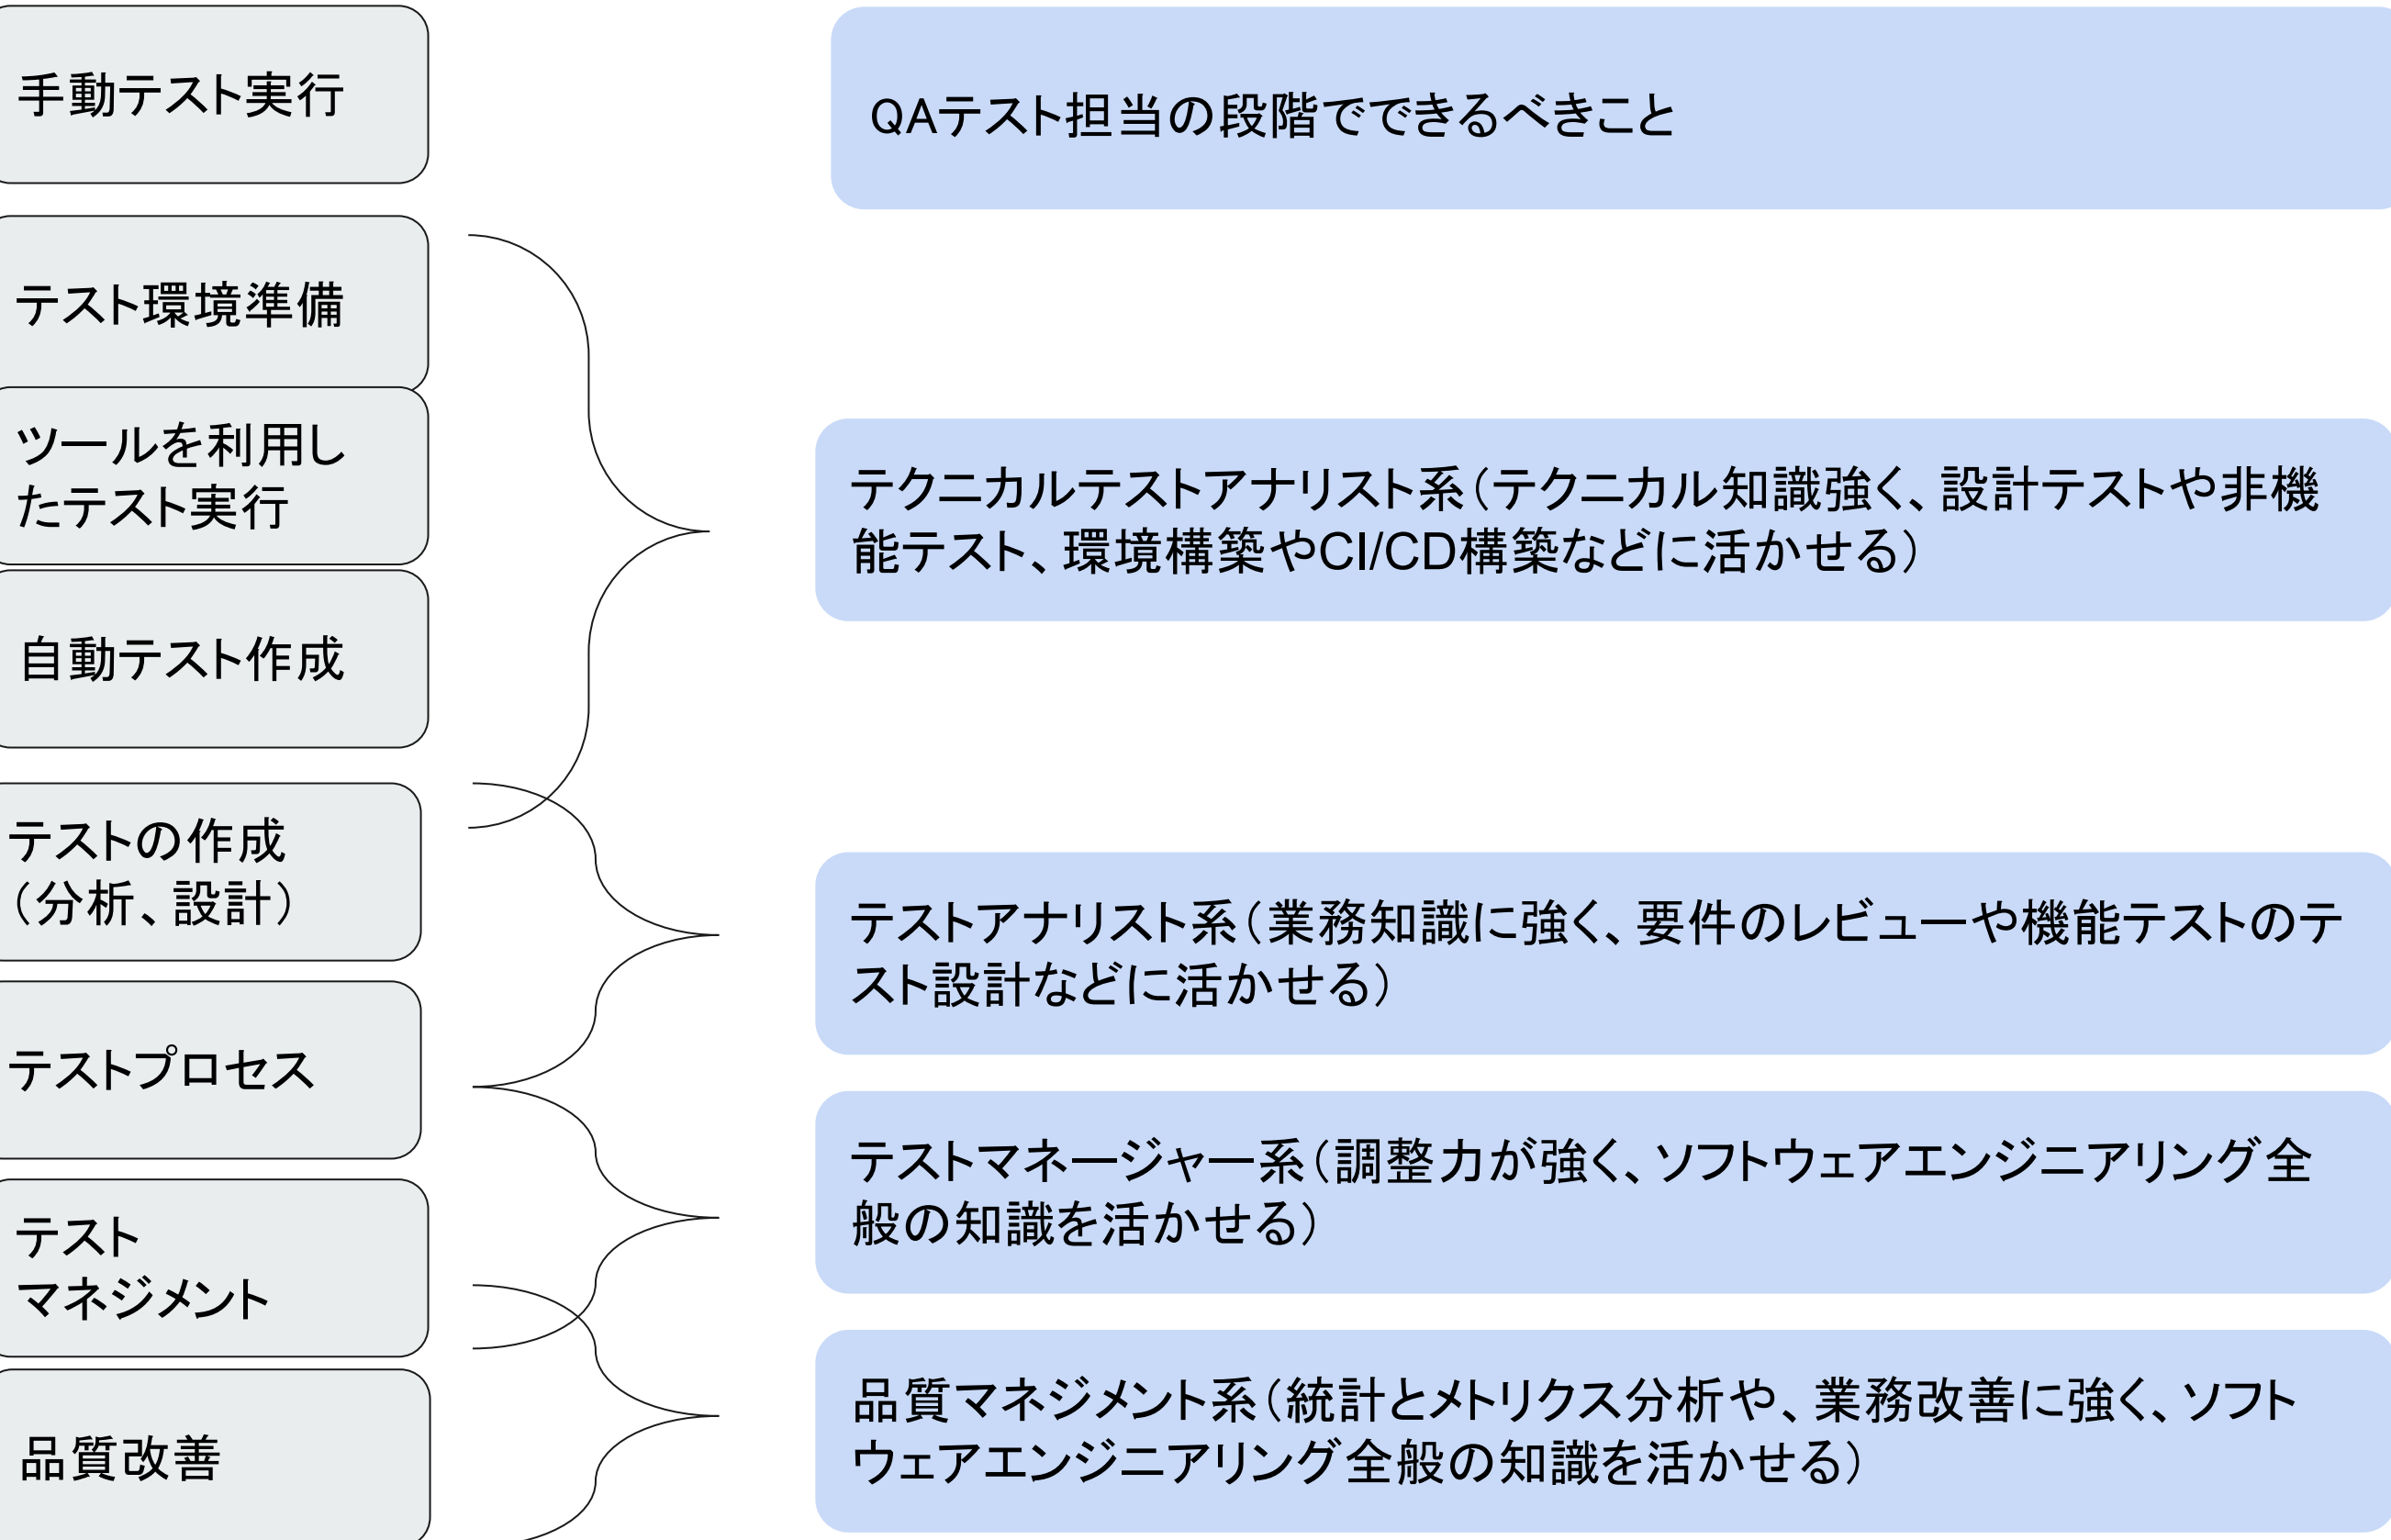 手動テスト実行
QAテスト担当の段階でできるべきこと
テスト環境準備
ツールを利用し
たテスト実行
自動テスト作成
テクニカルテストアナリスト系（テクニカル知識強く、設計テストや非機
能テスト、環境構築やCI/CD構築などに活かせる）
テストの作成
（分析、設計）
テストプロセス
テストアナリスト系（業務知識に強く、要件のレビューや機能テストのテ
スト設計などに活かせる）
テスト
マネジメント
テストマネージャー系（調整力が強く、ソフトウェアエンジニアリング全
般の知識を活かせる）
品質改善
品質マネジメント系（統計とメトリクス分析や、業務改善に強く、ソフト
ウェアエンジニアリング全般の知識を活かせる）